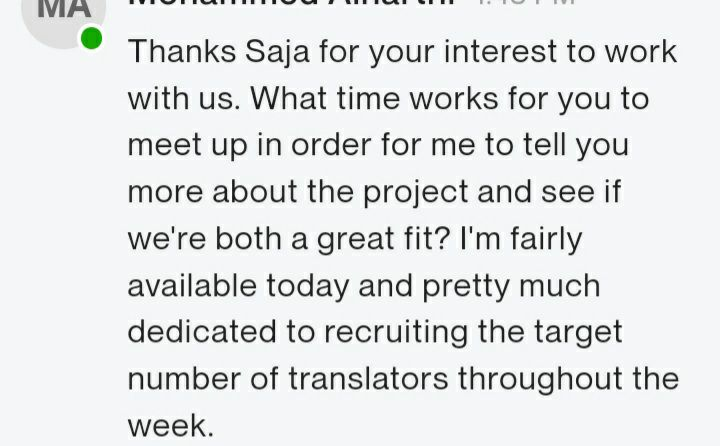 MA
Thanks Saja for your interest to work
with us. What time works for you to
meet up in order for me to tell you
more about the project and see if
we're both a great fit? I'm fairly
available today and pretty much
dedicated to recruiting the target
number of translators throughout the
week.